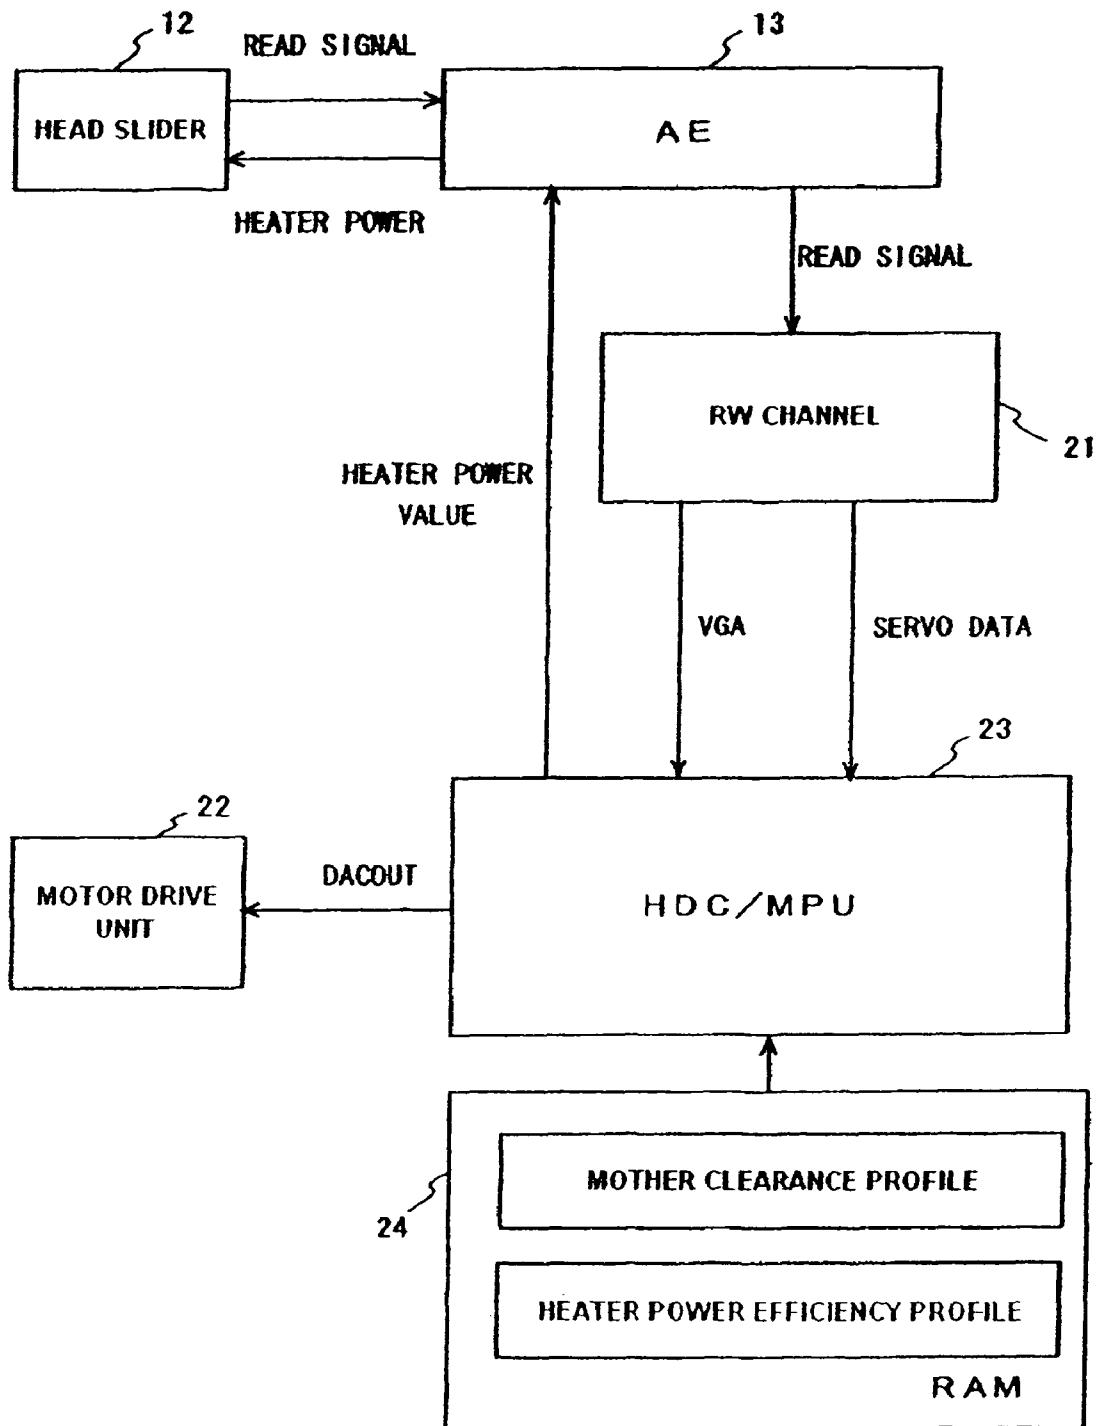 12
READ SIGNAL
13
HEAD SLIDER
AE
HEATER POWER
READ SIGNAL
RW CHANNEL
21
HEATER POWER
VALUE
VGA
SERVO DATA
23
22
DACOUT
MOTOR DRIVE
UNIT
HDC/MPU
MOTHER CLEARANCE PROFILE
24
HEATER POWER EFFICIENCY PROFILE
RAM